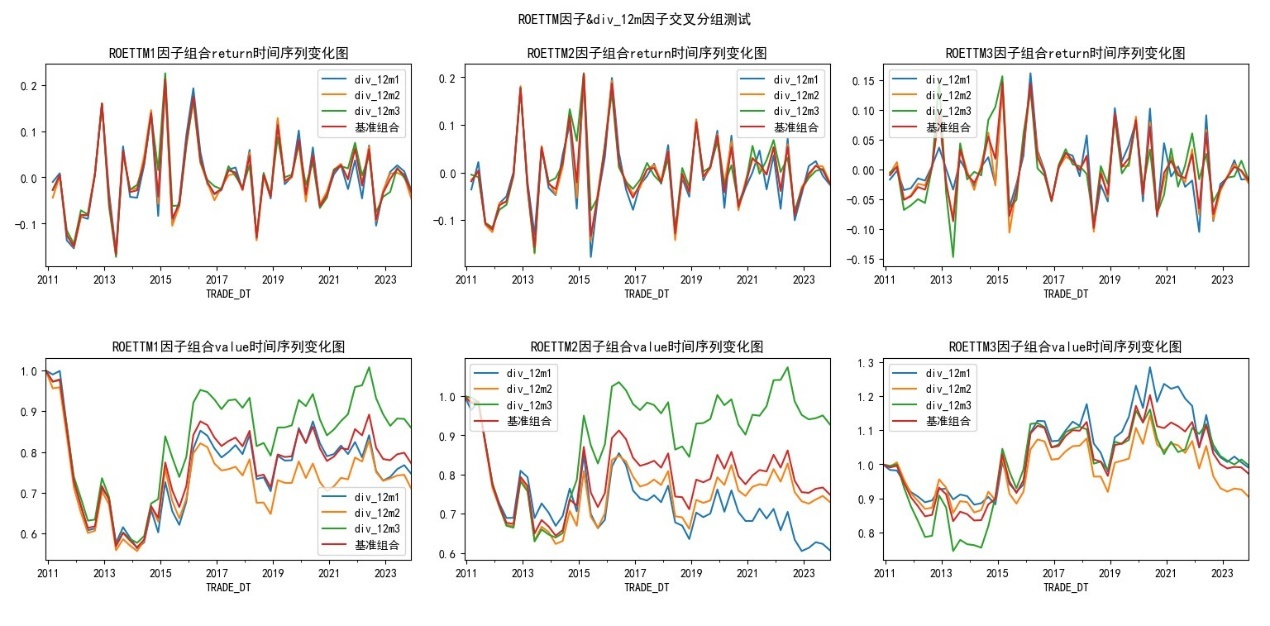 ROETTM因子&div_12m因子交叉分组测试
ROETTM1因子组合return时间序列变化图
0.2
0.1
0.0
−0.1
2011
2013
2015
2017
2019
2021
2023
TRADE_DT
div_12m1
div_12m2
div_12m3
基准组合
ROETTM2因子组合return时间序列变化图
0.2
0.1
0.0
−0.1
2011
2013
2015
2017
2019
2021
2023
TRADE_DT
div_12m1
div_12m2
div_12m3
基准组合
ROETTM3因子组合return时间序列变化图
0.15
0.10
0.05
0.00
−0.05
−0.10
−0.15
2011
2013
2015
2017
2019
2021
2023
TRADE_DT
div_12m1
div_12m2
div_12m3
基准组合
ROETTM1因子组合value时间序列变化图
1.0
0.9
0.8
0.7
0.6
2011
2013
2015
2017
2019
2021
2023
TRADE_DT
div_12m1
div_12m2
div_12m3
基准组合
ROETTM2因子组合value时间序列变化图
1.0
0.9
0.8
0.7
0.6
2011
2013
2015
2017
2019
2021
2023
TRADE_DT
div_12m1
div_12m2
div_12m3
基准组合
ROETTM3因子组合value时间序列变化图
1.3
1.2
1.1
1.0
0.9
0.8
2011
2013
2015
2017
2019
2021
2023
TRADE_DT
div_12m1
div_12m2
div_12m3
基准组合